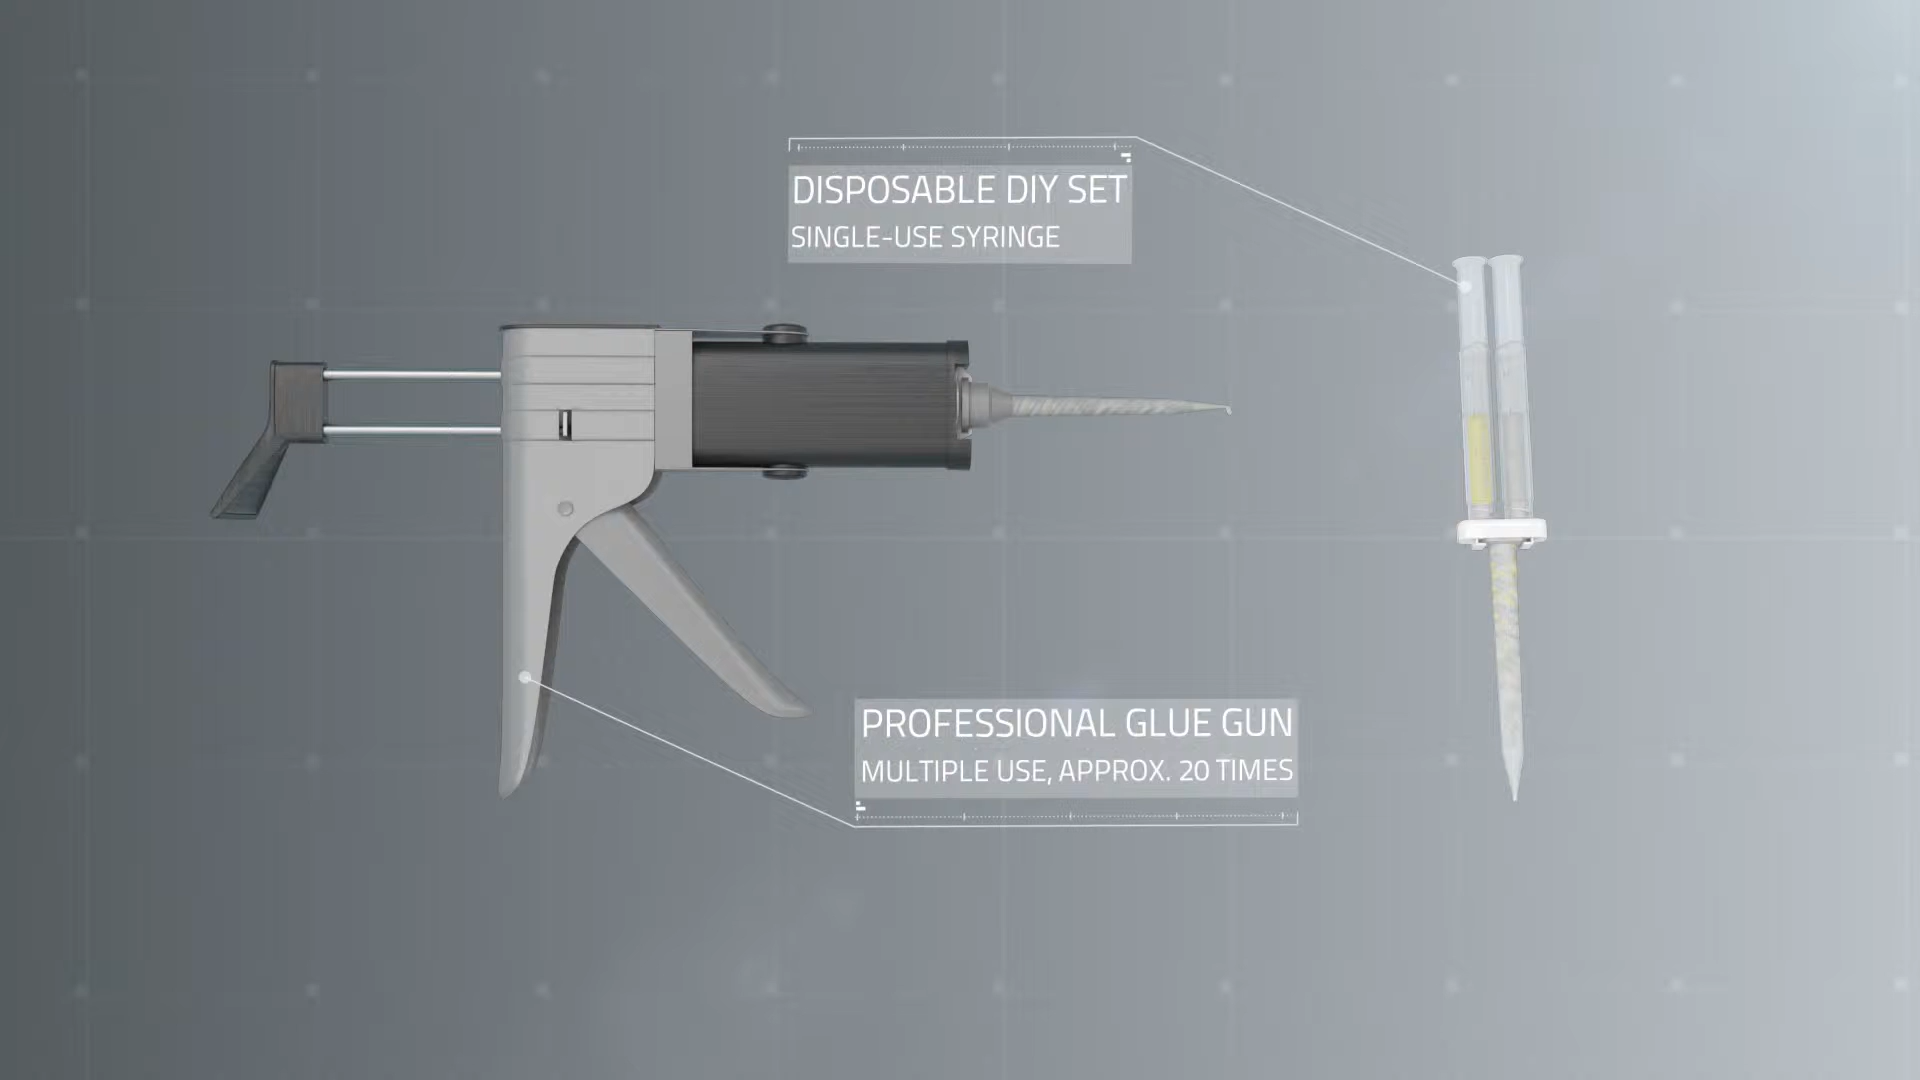 DISPOSABLE DIY SET
SINGLE-USE SYRINGE
PROFESSIONAL GLUE GUN
MULTIPLE USE, APPROX. 20 TIMES